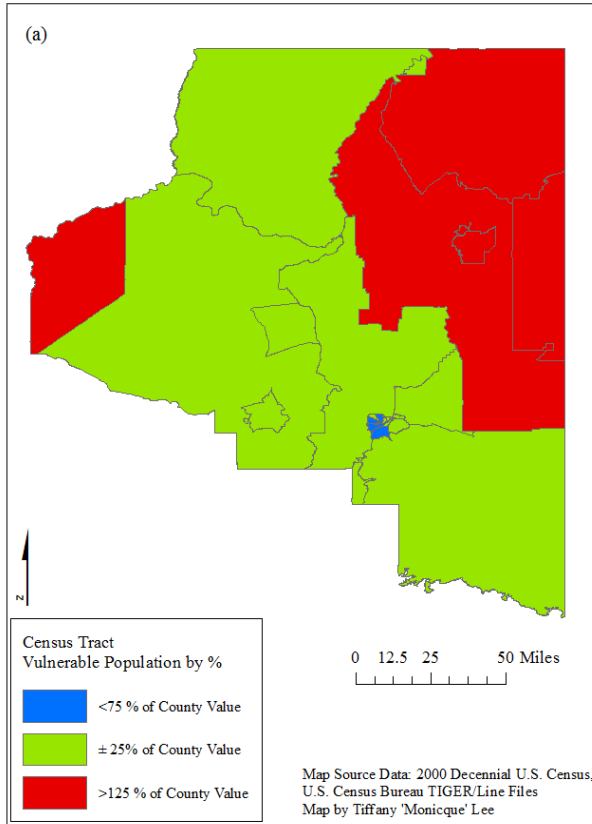 (a)
z
Census Tract
Vulnerable Population by %
<75 % of County Value
± 25% of County Value
>125 % of County Value
0 12.5 25 50 Miles
Map Source Data: 2000 Decennial U.S. Census,
U.S. Census Bureau TIGER/Line Files
Map by Tiffany 'Monicque' Lee